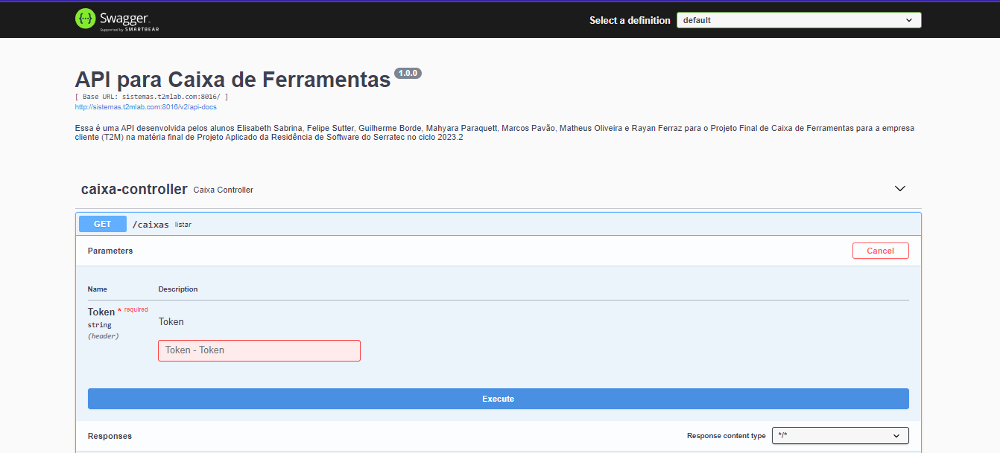 Swagger
Supported by SMARTBEAR
Select a definition
default
API para Caixa de Ferramentas 1.0.0
[ Base URL: sistemas.t2mlab.com:8016/ ]
http://sistemas.t2mlab.com:8016/v2/api-docs
Essa é uma API desenvolvida pelos alunos Elisabeth Sabrina, Felipe Sutter, Guilherme Borde, Mahyara Paraquett, Marcos Pavão, Matheus Oliveira e Rayan Ferraz para o Projeto Final de Caixa de Ferramentas para a empresa
cliente (T2M) na matéria final de Projeto Aplicado da Residência de Software do Serratec no ciclo 2023.2
caixa-controller Caixa Controller
GET /caixas listar
Parameters
Cancel
Name Description
Token * required
string
(header)
Token
Token - Token
Execute
Responses
Response content type
*/*